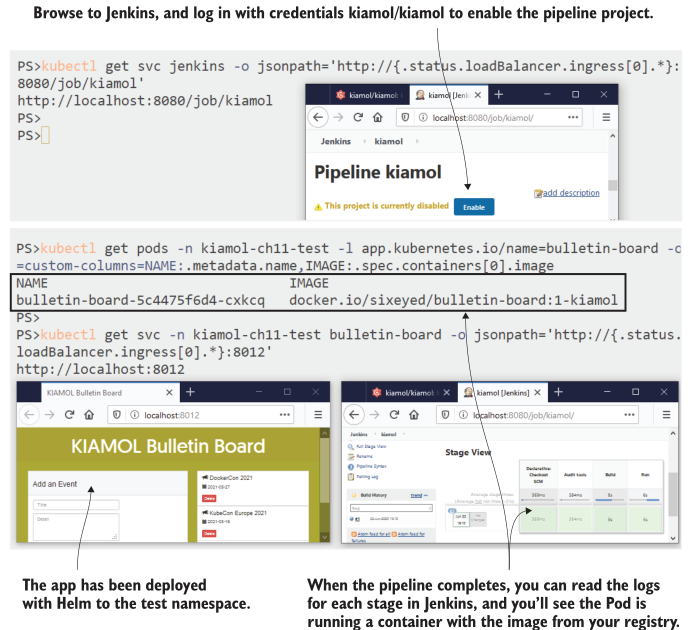 Browse to Jenkins, and log in with credentials kiamol/kiamol to enable the pipeline project.
PS>kubectl get svc jenkins -o jsonpath='http://{.status.loadBalancer.ingress[0].*}:
8080/job/kiamol'
http://localhost:8080/job/kiamol
PS>
PS>
kiamol/kiamol:
kiamol [Jenki
localhost:8080/job/kiamol/
Jenkins
kiamol
Pipeline kiamol
add description
This project is currently disabled
Enable
PS>kubectl get pods -n kiamol-ch11-test -l app.kubernetes.io/name=bulletin-board -o
=custom-columns=NAME:.metadata.name,IMAGE:.spec.containers[0].image
NAME IMAGE
bulletin-board-5c4475f6d4-cxkcq docker.io/sixeyed/bulletin-board:1-kiamol
PS>
PS>kubectl get svc -n kiamol-ch11-test bulletin-board -o jsonpath='http://{.status.
loadBalancer.ingress[0].*}:8012'
http://localhost:8012
KIAMOL Bulletin Board
localhost:8012
KIAMOL Bulletin Board
Add an Event
Title
Detail
DockerCon 2021
2021-05-27
Delete
KubeCon Europe 2021
Delete
kiamol/kiamol:
kiamol [Jenkins]
localhost:8080/job/kiamol/
Jenkins
kiamol
Full Stage View
Rename
Pipeline Syntax
Polling Log
Build History
trend
Atom feed for all
Atom feed for
failures
Stage View
Declarative:
Checkout
SCM
Audit tools
Build
Run
The app has been deployed
with Helm to the test namespace.
When the pipeline completes, you can read the logs
for each stage in Jenkins, and you’ll see the Pod is
running a container with the image from your registry.